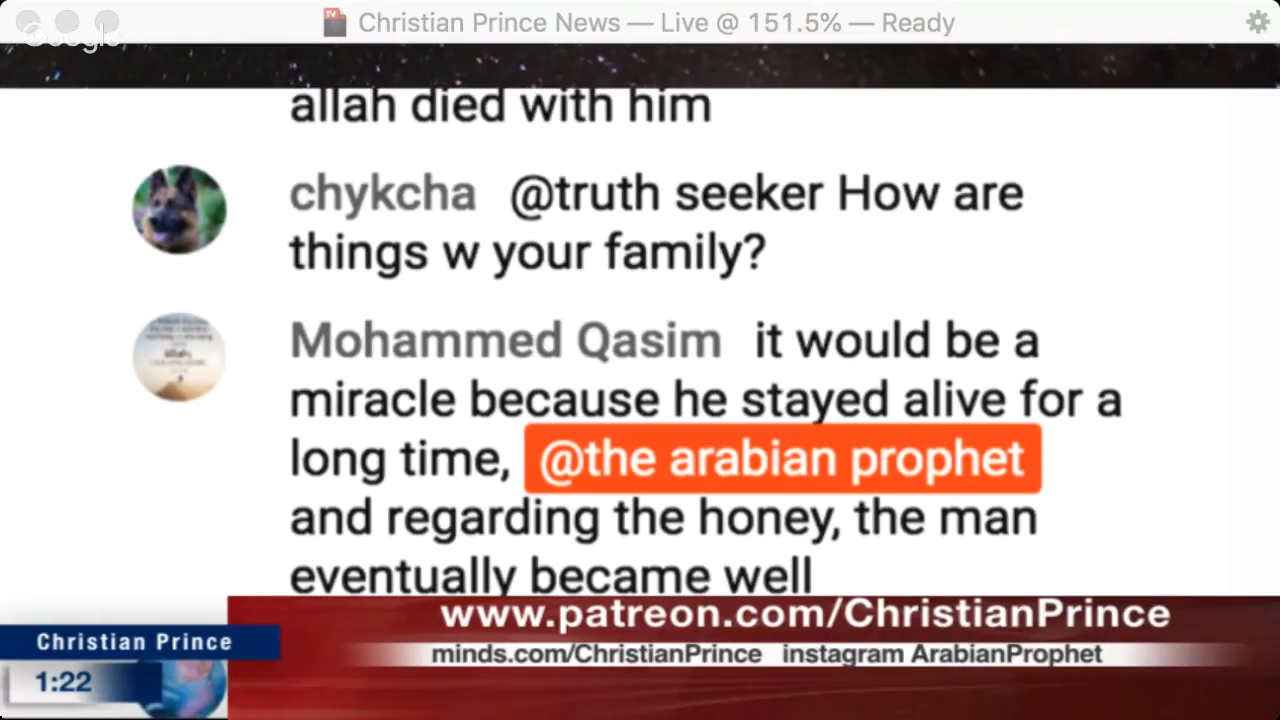 Christian Prince News — Live @ 151.5% — Ready
Google
allah died with him
chykcha @truth seeker How are
things w your family?
Mohammed Qasim it would be a
miracle because he stayed alive for a
long time, @the arabian prophet
and regarding the honey, the man
eventually became well
www.patreon.com/ChristianPrince
Christian Prince
minds.com/ChristianPrince instagram ArabianProphet
1:22